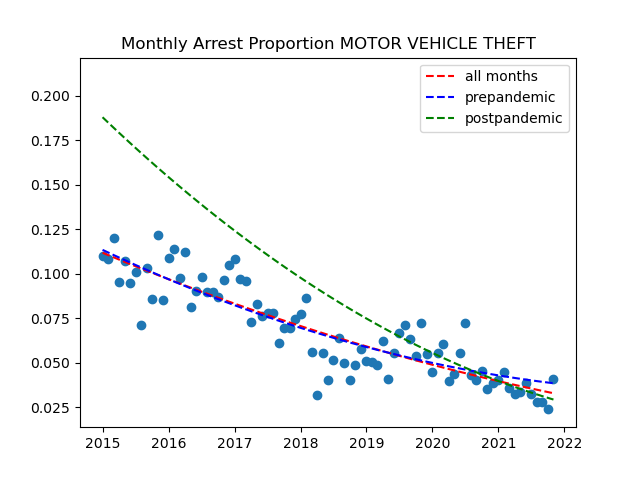 Monthly Arrest Proportion MOTOR VEHICLE THEFT
all months
prepandemic
postpandemic
0.200
0.175
0.150
0.125
0.100
0.075
0.050
0.025
2015 2016 2017 2018 2019 2020 2021 2022